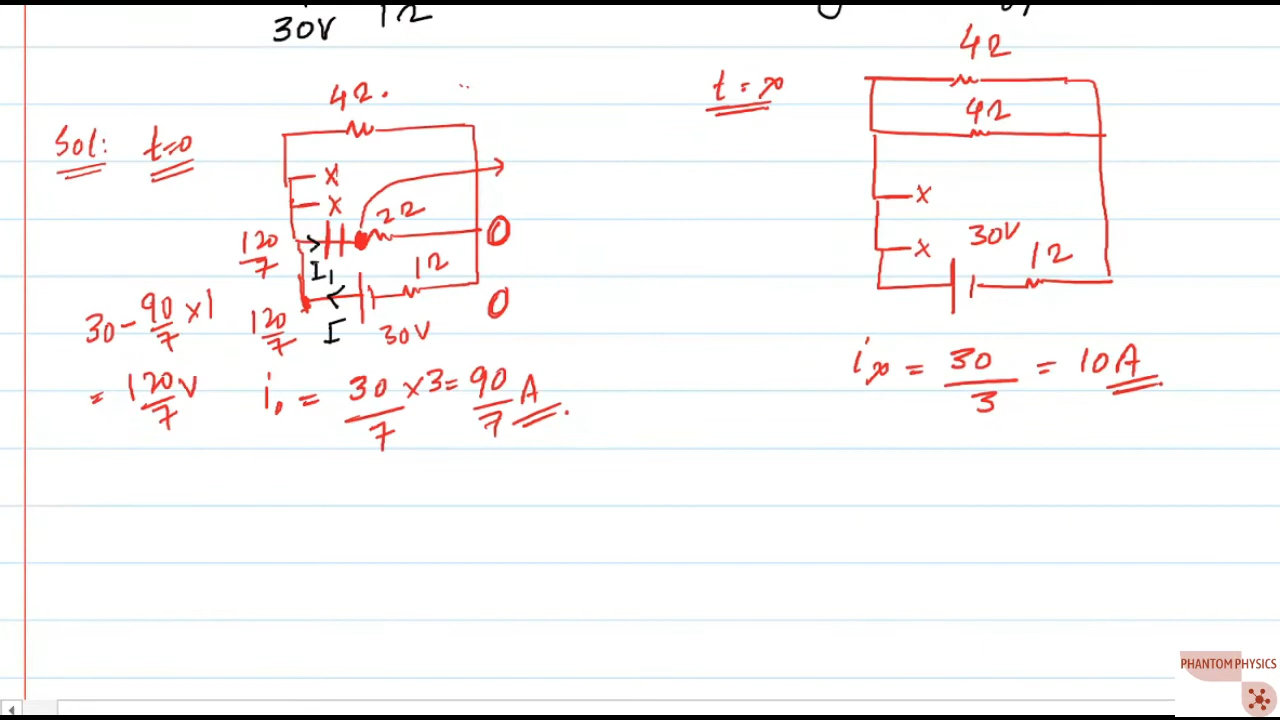 30V 1Ω
Sol: t=0
4Ω.
x
x
2Ω
120/7
I₁
0
1Ω
120/7
I
30V
0
30 - 90/7 x 1
= 120/7 V
i₀ = 30/7 x 3 = 90/7 A
t = ∞
4Ω
4Ω
x
x
30V
1Ω
i∞ = 30/3 = 10A
PHANTOM PHYSICS